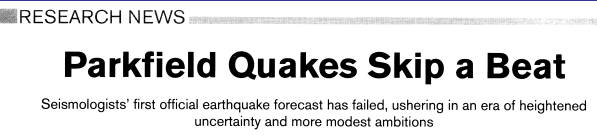 RESEARCH NEWS
Parkfield Quakes Skip a Beat
Seismologists' first official earthquake forecast has failed, ushering in an era of heightened
uncertainty and more modest ambitions